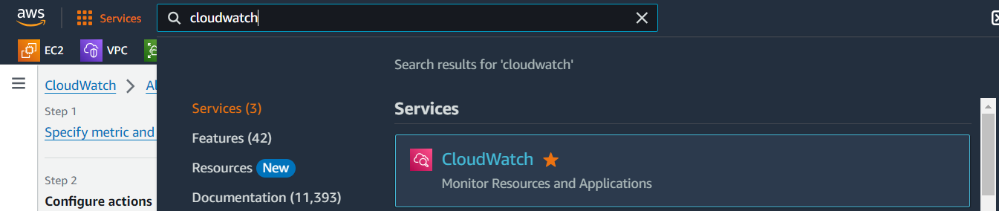 aws
Services
cloudwatch
EC2
VPC
Search results for 'cloudwatch'
CloudWatch
Step 1
Specify metric and
Step 2
Configure actions
Services (3)
Features (42)
Resources New
Documentation (11,393)
Services
CloudWatch
Monitor Resources and Applications